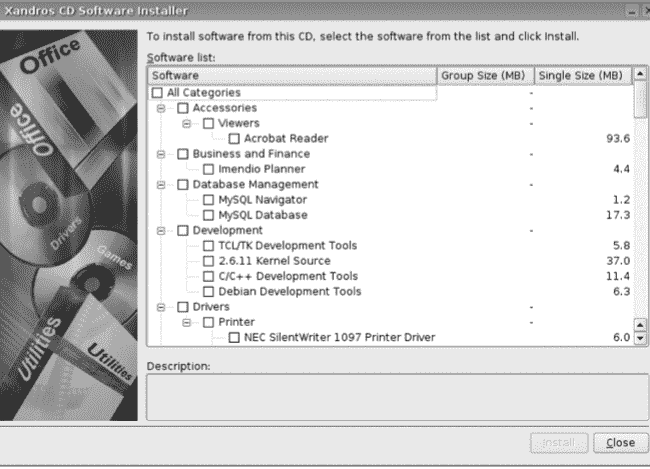 Xandros CD Software Installer
To install software from this CD, select the software from the list and click Install.
Software list:
Software Group Size (MB) Single Size (MB)
All Categories -
Accessories -
Viewers -
Acrobat Reader 93.6
Business and Finance -
Imendio Planner 4.4
Database Management -
MySQL Navigator 1.2
MySQL Database 17.3
Development -
TCL/TK Development Tools 5.8
2.6.11 Kernel Source 37.0
C/C++ Development Tools 11.4
Debian Development Tools 6.3
Drivers -
Printer -
NEC SilentWriter 1097 Printer Driver 6.0
Description:
Install Close
Office
Office
Drivers
Games
Utilities
Utilities